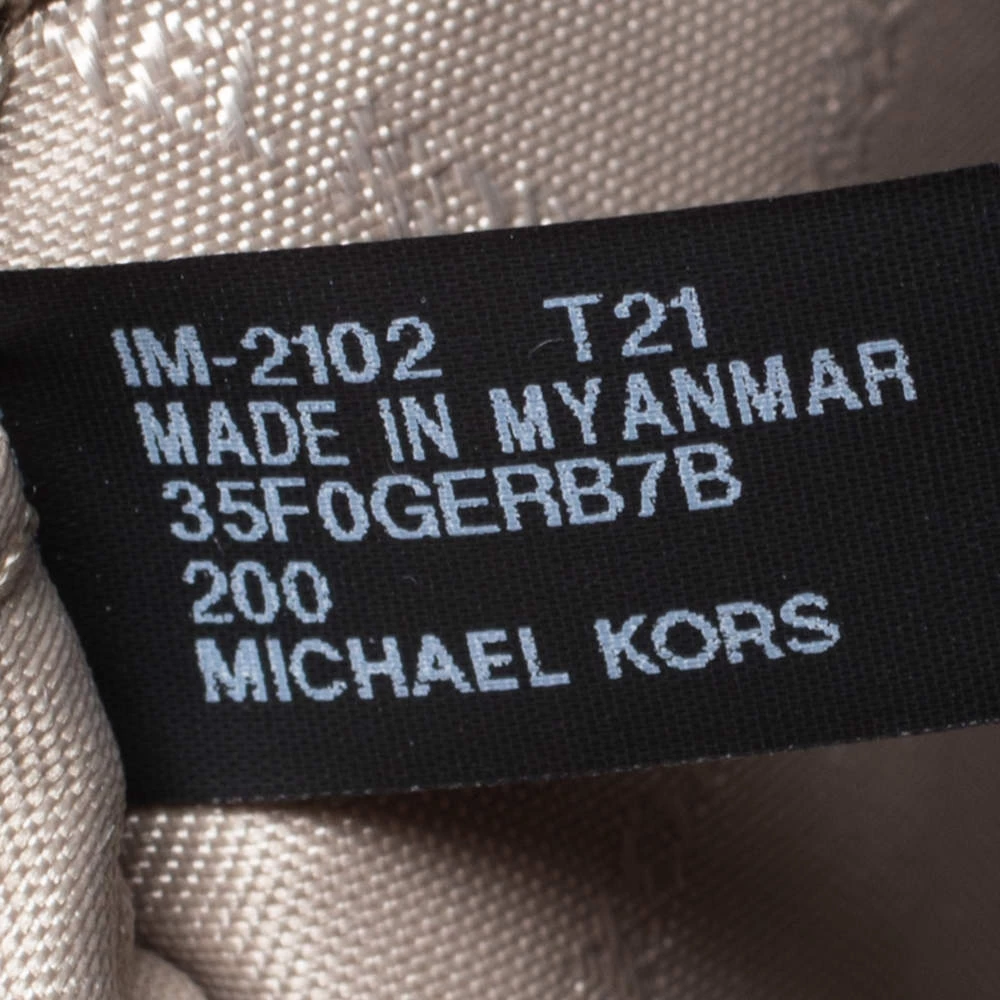 IM-2102 T21
MADE IN MYANMAR
35F0GERB7B
200
MICHAEL KORS